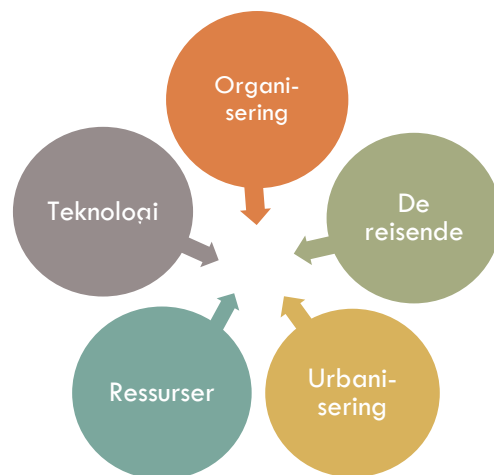 Organi-
sering
De
reisende
Urbani-
sering
Ressurser
Teknologi